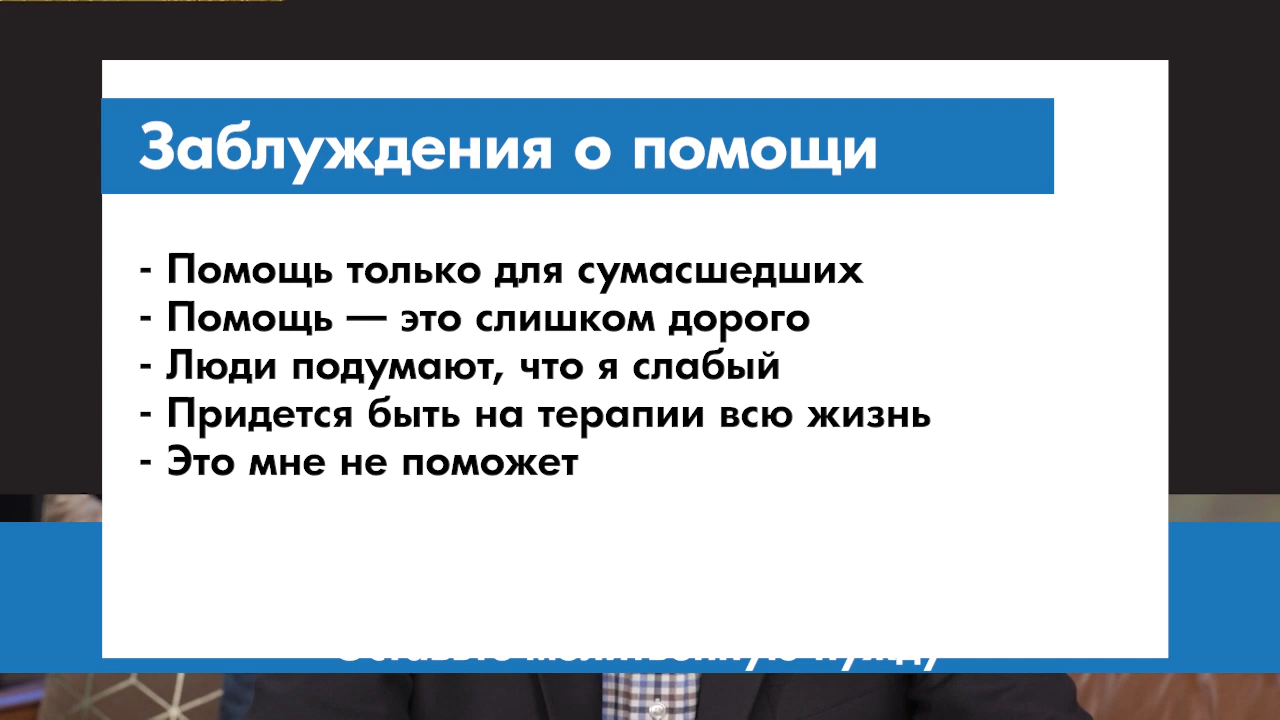 Заблуждения о помощи
- Помощь только для сумасшедших
- Помощь — это слишком дорого
- Люди подумают, что я слабый
- Придется быть на терапии всю жизнь
- Это мне не поможет